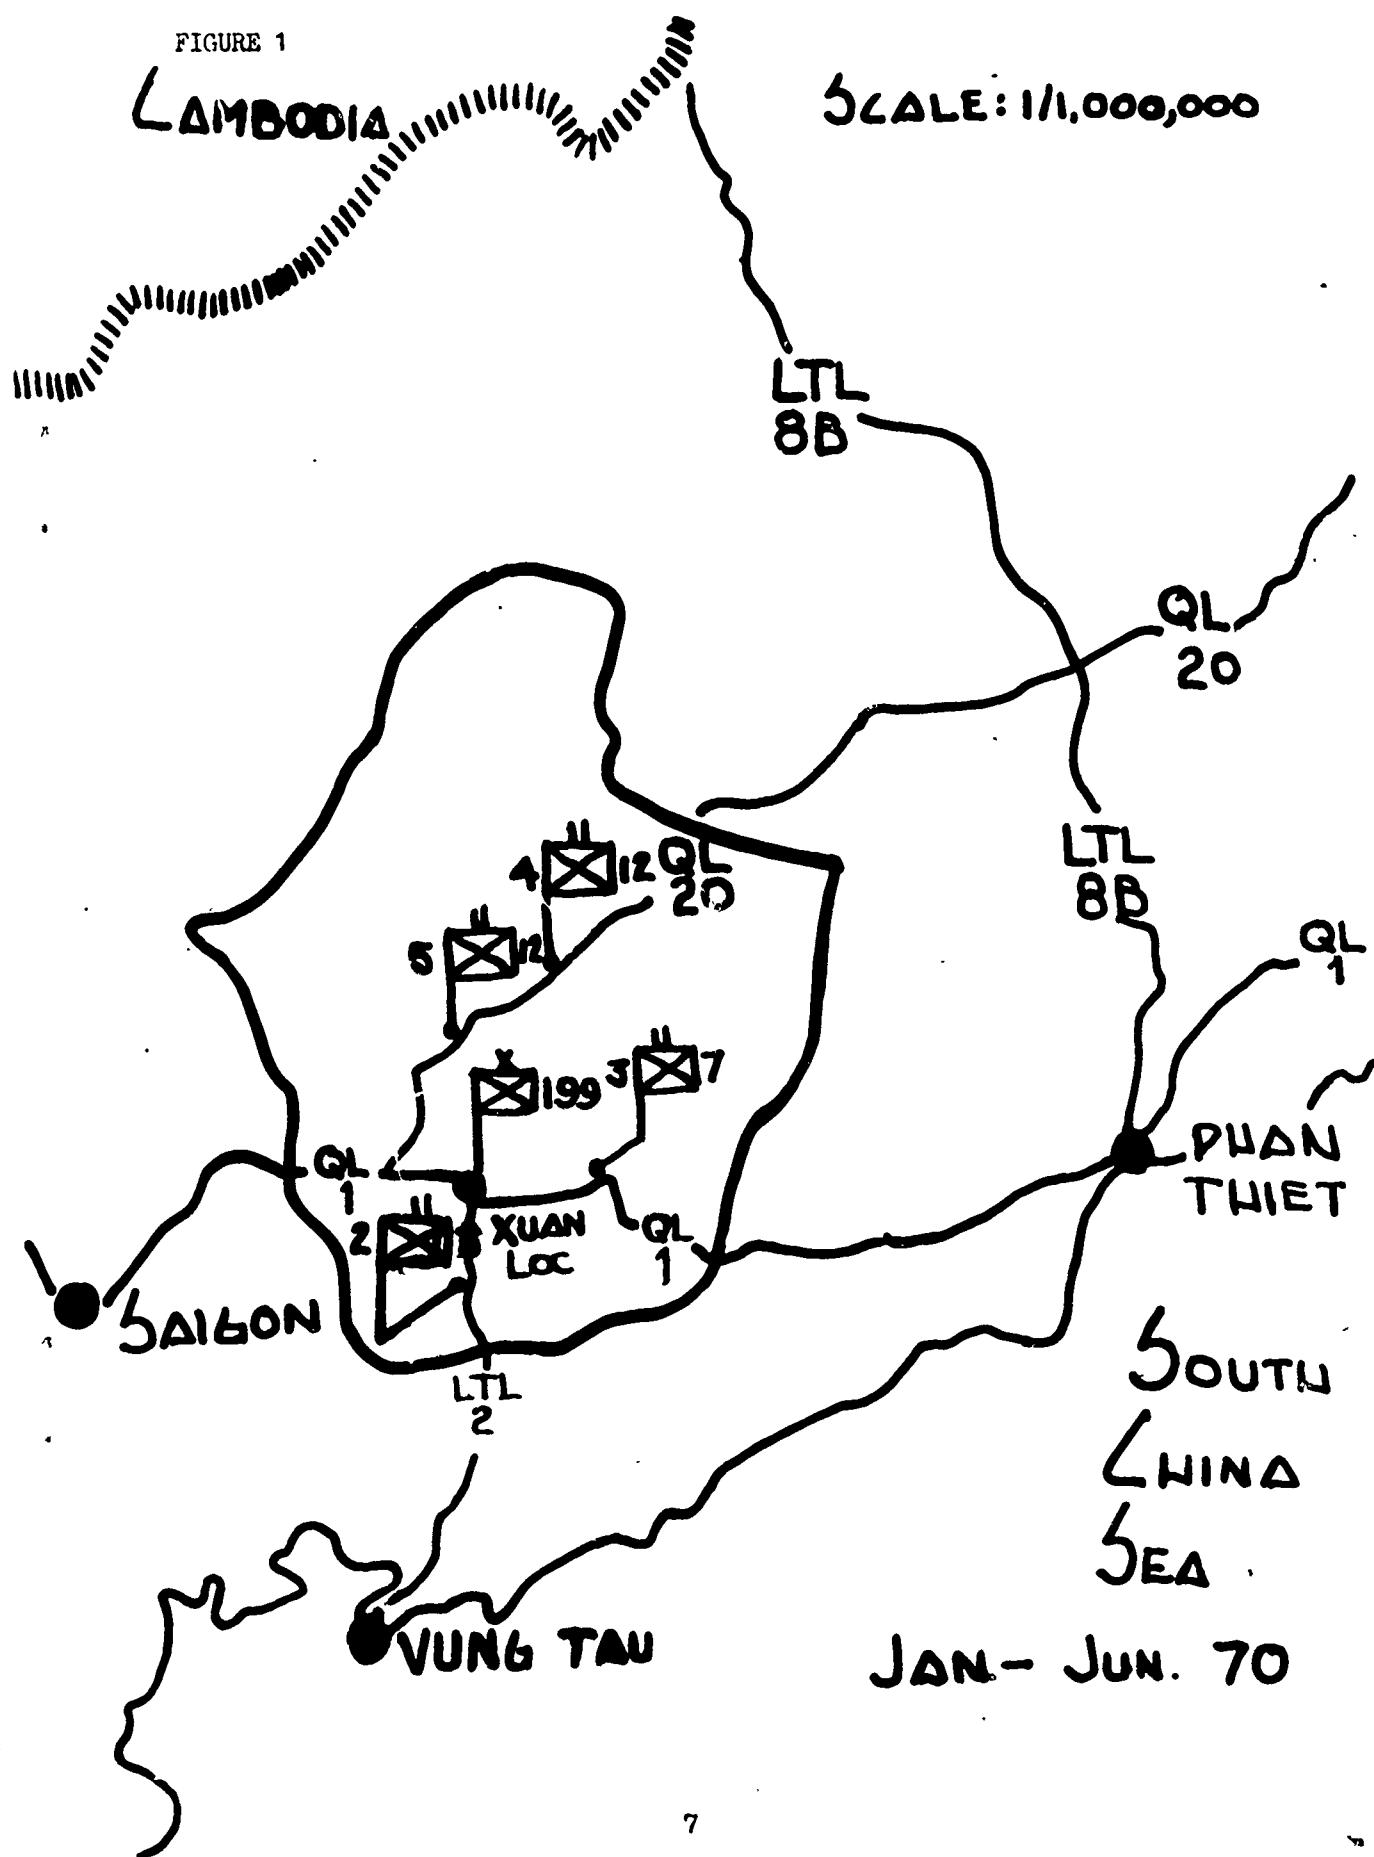 FIGURE 1
CAMBODIA
SCALE: 1/1,000,000
LTL
8B
QL
20
4 12
QL
20
LTL
8B
5 12
QL
1
199
3 7
QL
1
PHAN
THIET
2
XUAN
LOC
QL
1
SAIGON
SOUTH
CHINA
SEA
LTL
2
VUNG TAU
JAN - JUN. 70
7